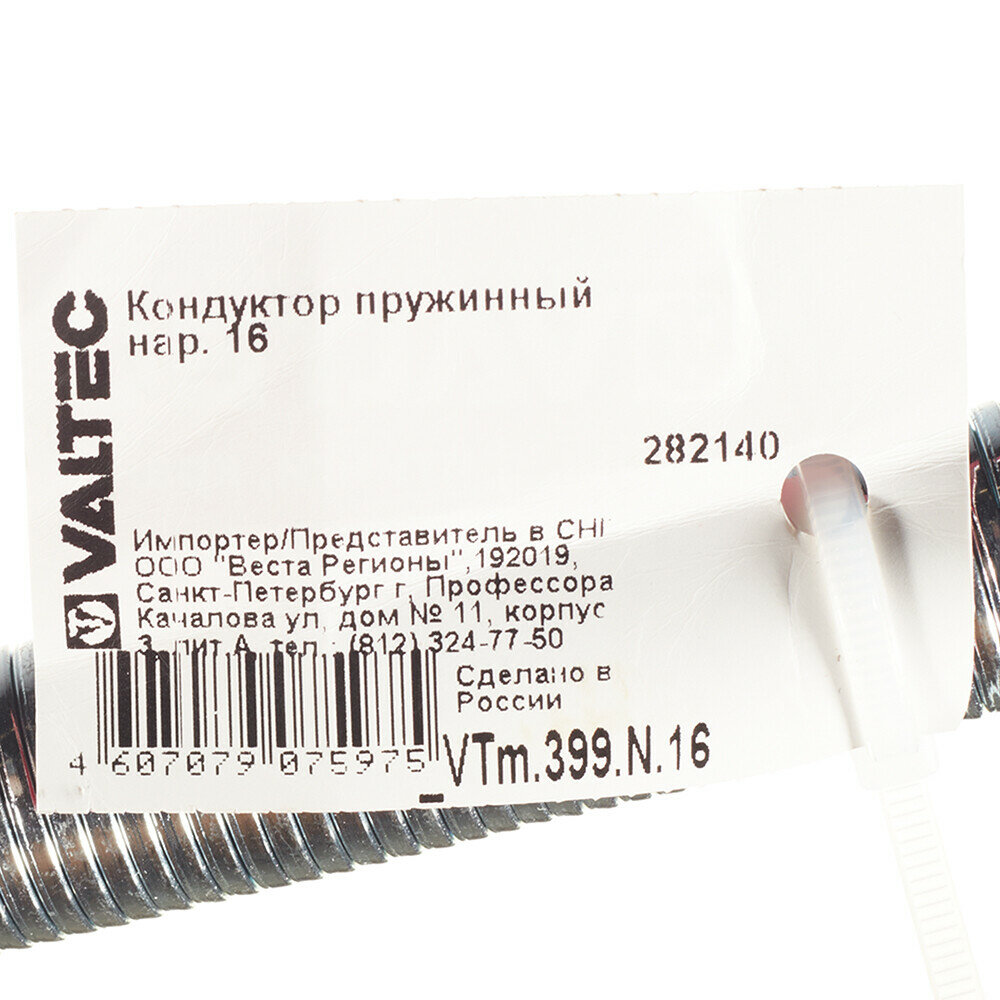 VALTEC
Кондуктор пружинный
нар. 16
282140
Импортер/Представитель в СНГ
ООО "Веста Регионы",192019,
Санкт-Петербург г, Профессора
Качалова ул, дом № 11, корпус
3, лит А, тел.: (812) 324-77-50
Сделано в
России
4 607079 075975
VTm.399.N.16